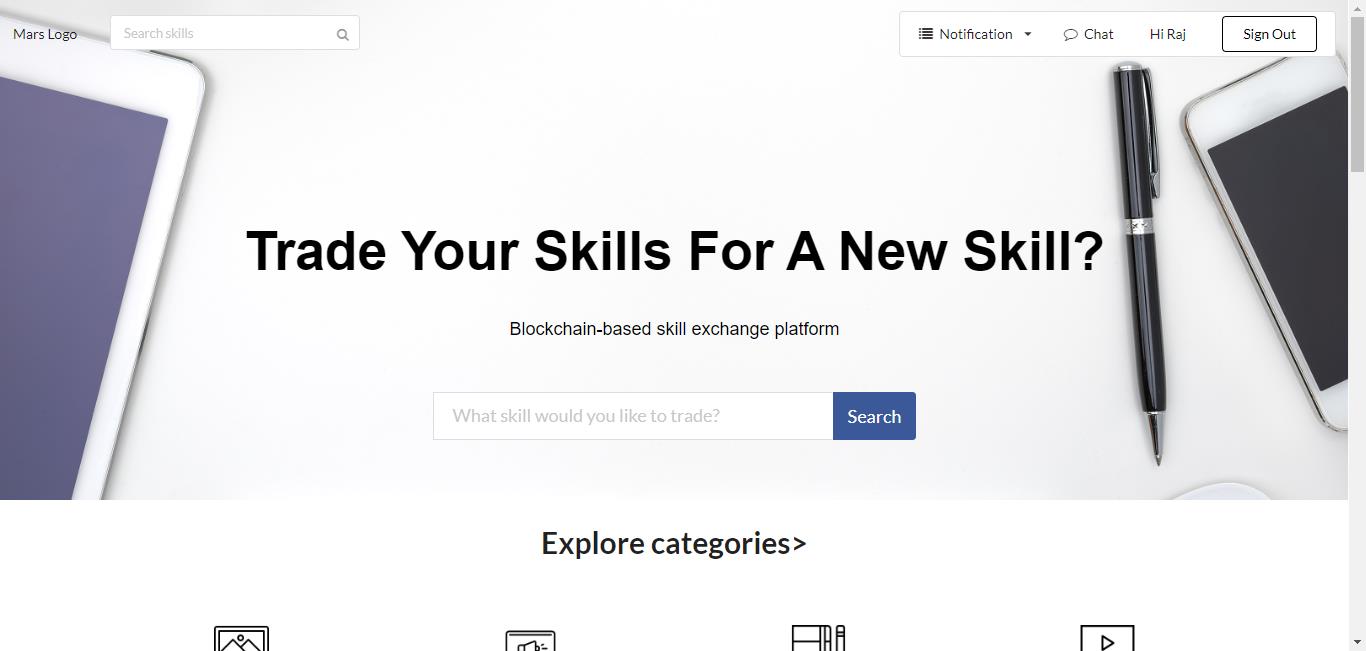 Mars Logo
Search skills
Notification
Chat
Hi Raj
Sign Out
Trade Your Skills For A New Skill?
Blockchain-based skill exchange platform
What skill would you like to trade?
Search
Explore categories>